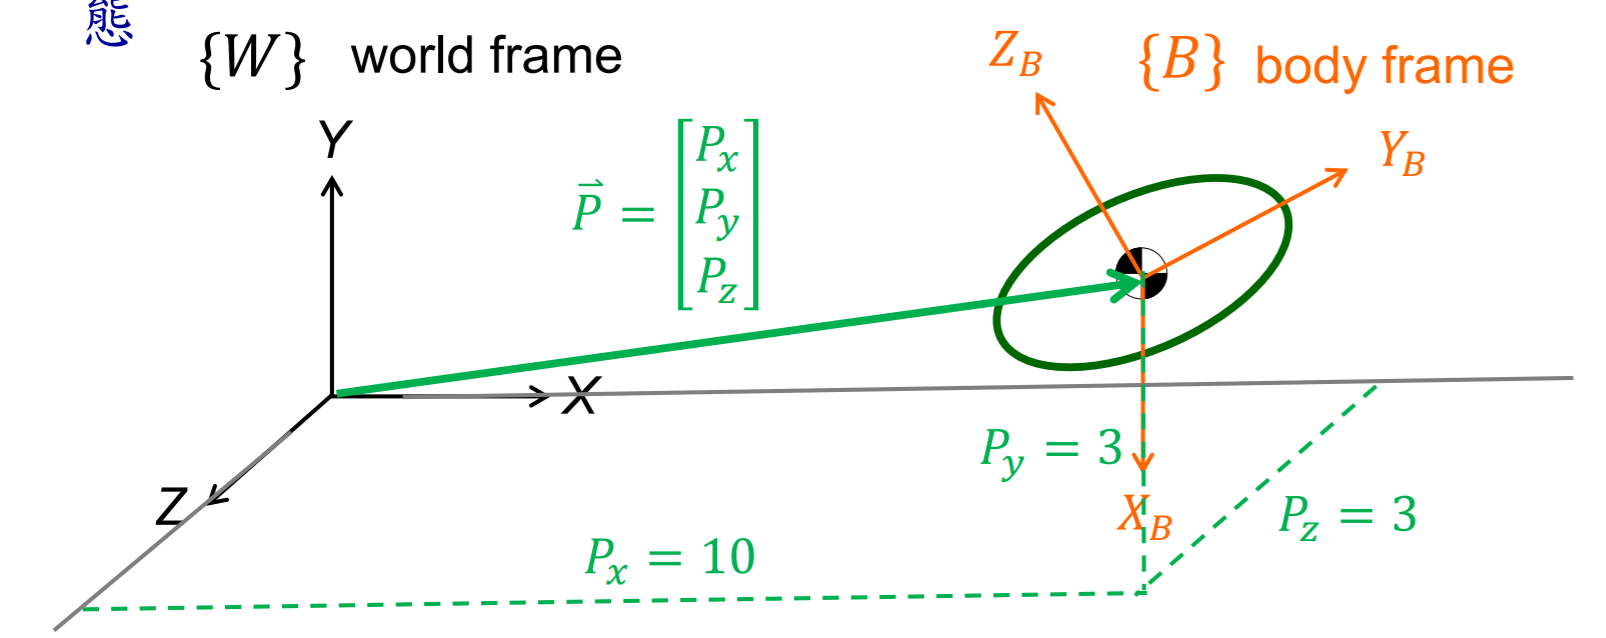 態
{W} world frame
Z_B {B} body frame
Y
Y_B
\vec{P} = \begin{bmatrix} P_x \\ P_y \\ P_z \end{bmatrix}
X
P_y = 3
Z
X_B
P_z = 3
P_x = 10